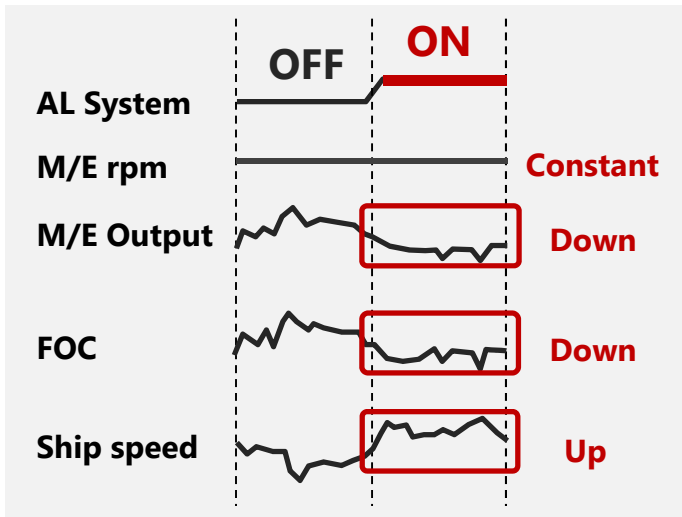 OFF
ON
AL System
M/E rpm
Constant
M/E Output
Down
FOC
Down
Ship speed
Up